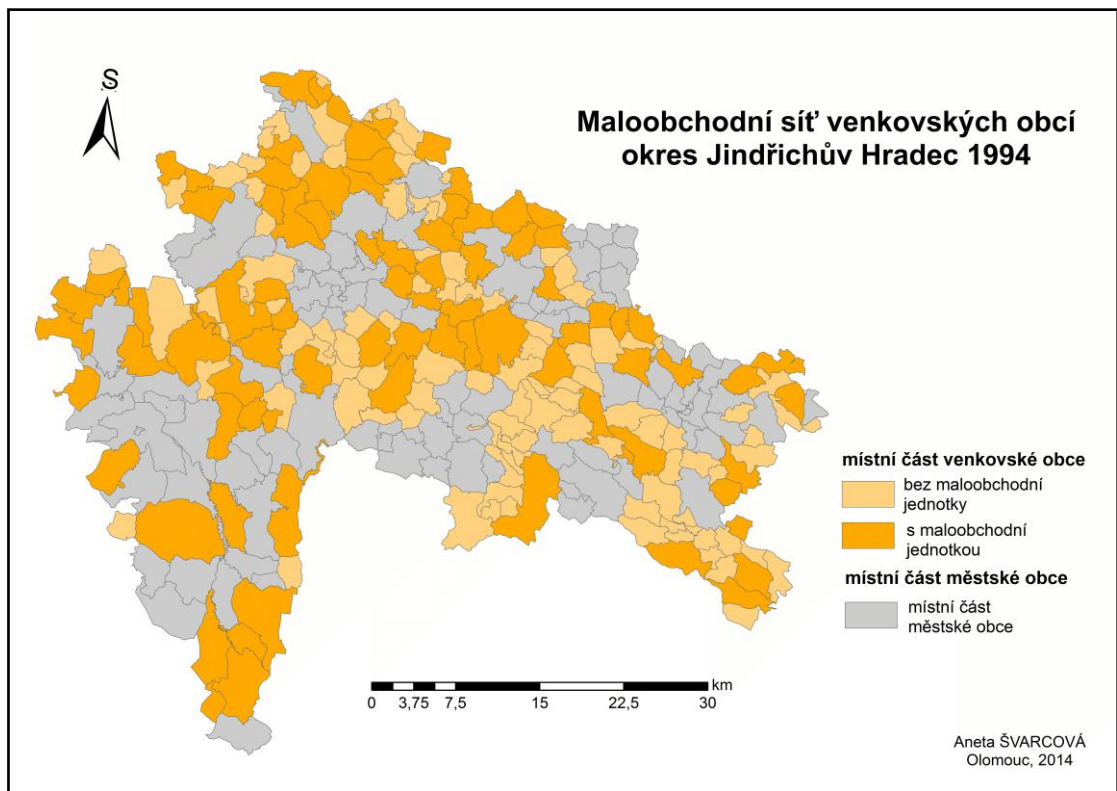 S
Maloobchodní síť venkovských obcí
okres Jindřichův Hradec 1994
místní část venkovské obce
bez maloobchodní
jednotky
s maloobchodní
jednotkou
místní část městské obce
místní část
městské obce
km
0 3,75 7,5 15 22,5 30
Aneta ŠVARCOVÁ
Olomouc, 2014